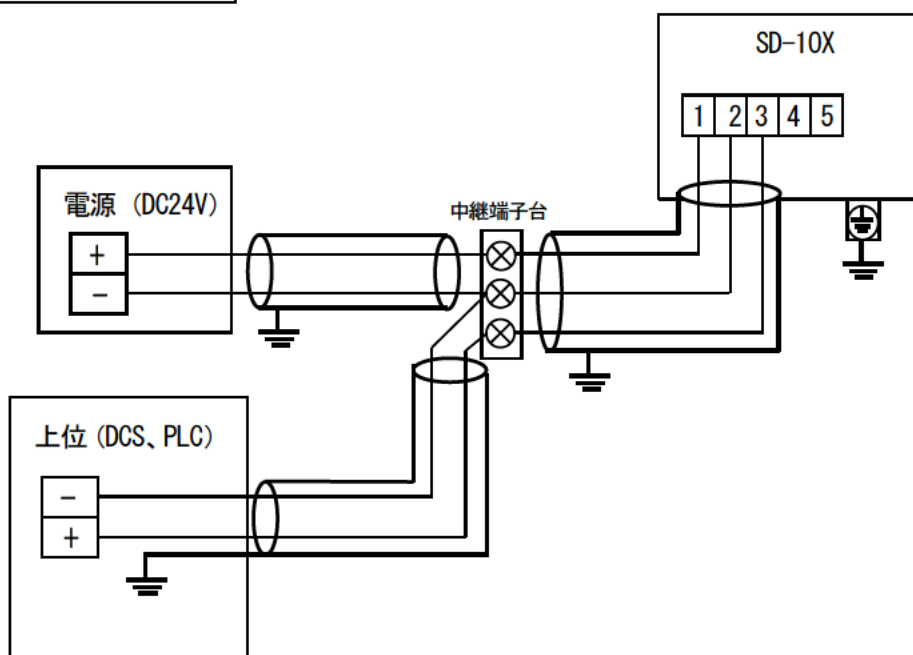 SD-10X
1 2 3 4 5
電源 (DC24V)
+
-
中継端子台
上位(DCS、PLC)
-
+